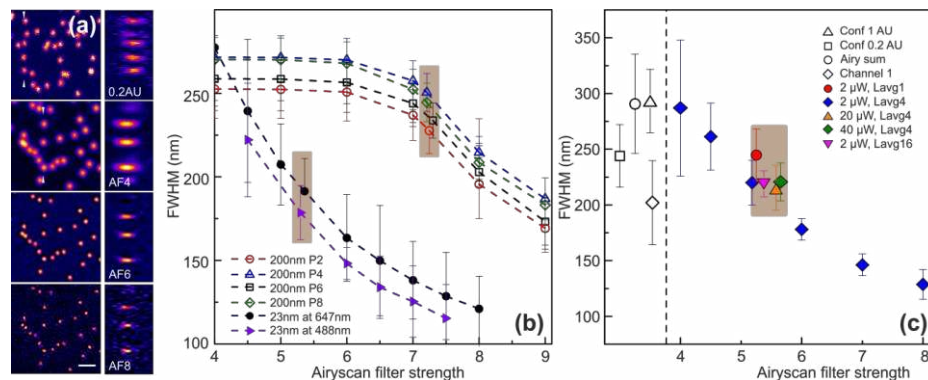 (a)
0.2AU
AF4
AF6
AF8
FWHM (nm)
250
200
150
100
200nm P2
200nm P4
200nm P6
200nm P8
23nm at 647nm
23nm at 488nm
(b)
4 5 6 7 8 9
Airyscan filter strength
FWHM (nm)
350
300
250
200
150
100
(c)
Conf 1 AU
Conf 0.2 AU
Airy sum
Channel 1
2 µW, Lavg1
2 µW, Lavg4
20 µW, Lavg4
40 µW, Lavg4
2 µW, Lavg16
4 5 6 7 8
Airyscan filter strength